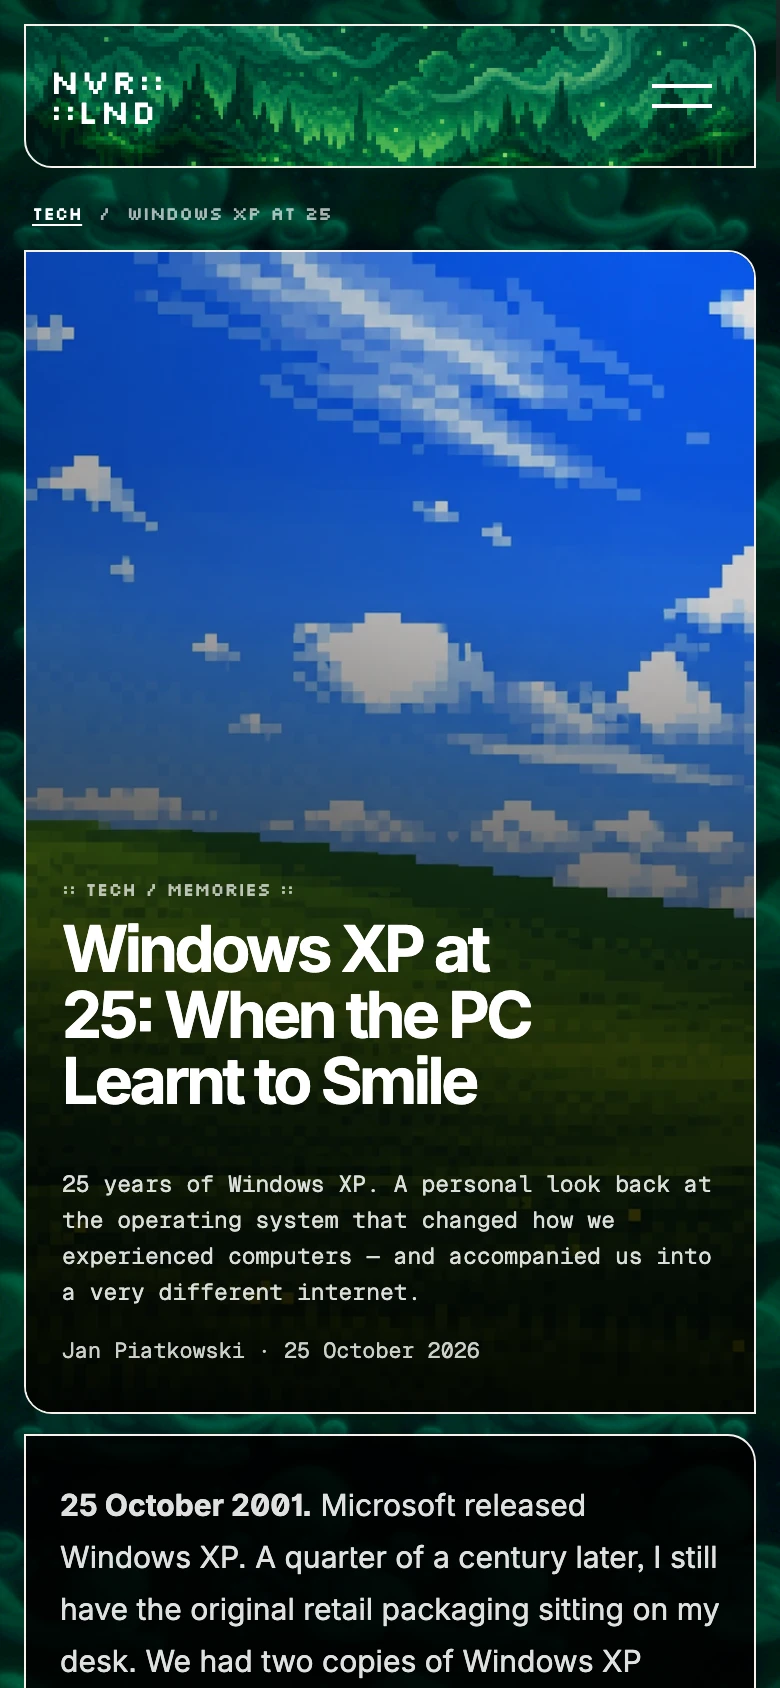 NVR::
::LND
TECH / WINDOWS XP AT 25
:: TECH / MEMORIES ::
Windows XP at
25: When the PC
Learnt to Smile
25 years of Windows XP. A personal look back at
the operating system that changed how we
experienced computers — and accompanied us into
a very different internet.
Jan Piatkowski · 25 October 2026
25 October 2001. Microsoft released
Windows XP. A quarter of a century later, I still
have the original retail packaging sitting on my
desk. We had two copies of Windows XP